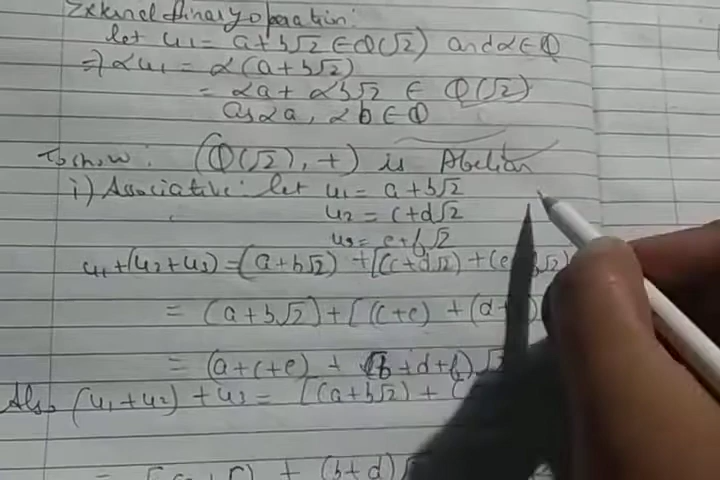 External Binary operation:
let u₁ = a+b√2 ∈ Q(√2) and α ∈ Q
⇒ αu₁ = α(a+b√2)
= αa + αb√2 ∈ Q(√2)
as αa, αb ∈ Q
To show: (Q(√2), +) is Abelian
i) Associative: let u₁ = a+b√2
u₂ = c+d√2
u₃ = e+f√2
u₁+(u₂+u₃) = (a+b√2) + [(c+d√2) + (e √2)
= (a+b√2) + [(c+e) + (d+
= (a+c+e) + (b+d+f)√
Also (u₁+u₂) + u₃ = [(a+b√2) + (
= + (b+d)√